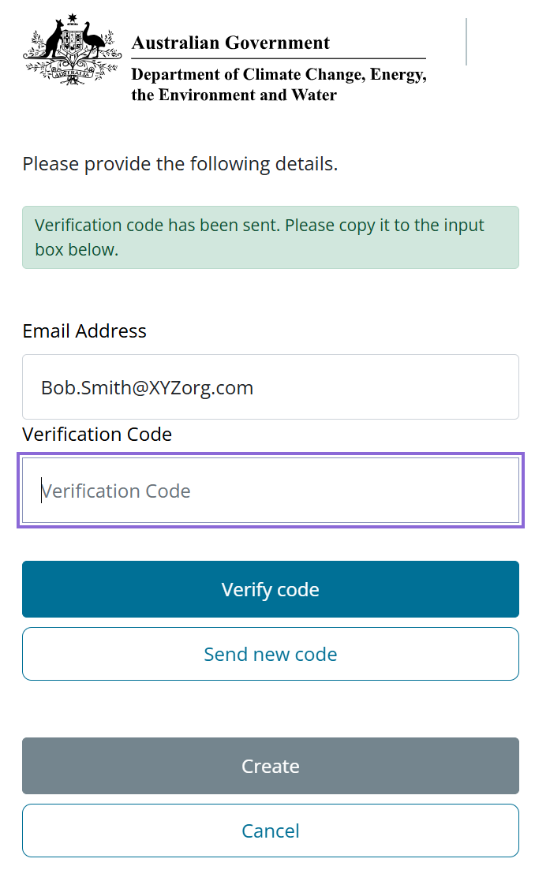 AUSTRALIA
Australian Government
Department of Climate Change, Energy,
the Environment and Water
Please provide the following details.
Verification code has been sent. Please copy it to the input
box below.
Email Address
Bob.Smith@XYZorg.com
Verification Code
Verification Code
Verify code
Send new code
Create
Cancel